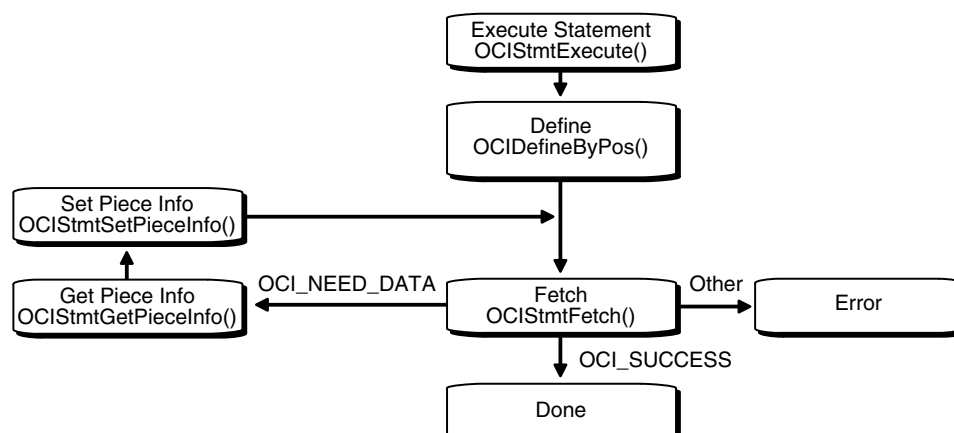 Execute Statement
OCIStmtExecute()
Define
OCIDefineByPos()
Set Piece Info
OCIStmtSetPieceInfo()
Get Piece Info
OCIStmtGetPieceInfo()
OCI_NEED_DATA
Fetch
OCIStmtFetch()
Other
Error
OCI_SUCCESS
Done